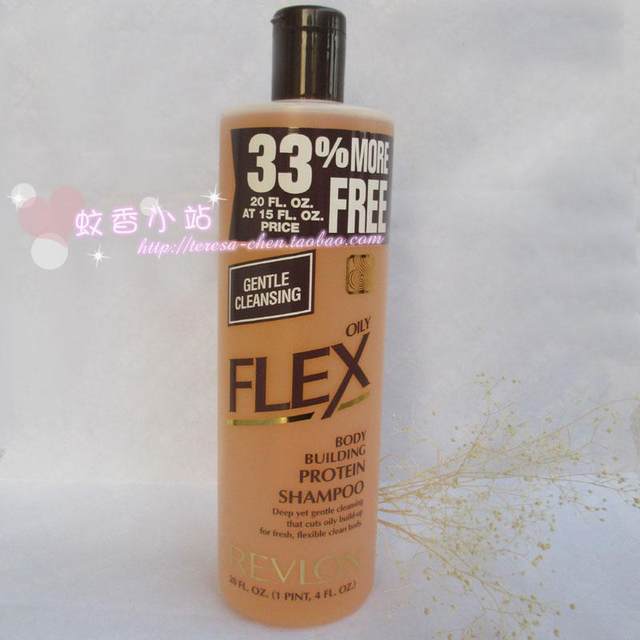 33% MORE
FREE
20 FL. OZ.
AT 15 FL. OZ.
PRICE
蚊香小站
http://teresa-chen.taobao.com
GENTLE
CLEANSING
OILY
FLEX
BODY
BUILDING
PROTEIN
SHAMPOO
Deep yet gentle cleansing
that cuts oily build-up
for fresh, flexible clean body.
REVLON
20 FL. OZ. (1 PINT, 4 FL. OZ.)